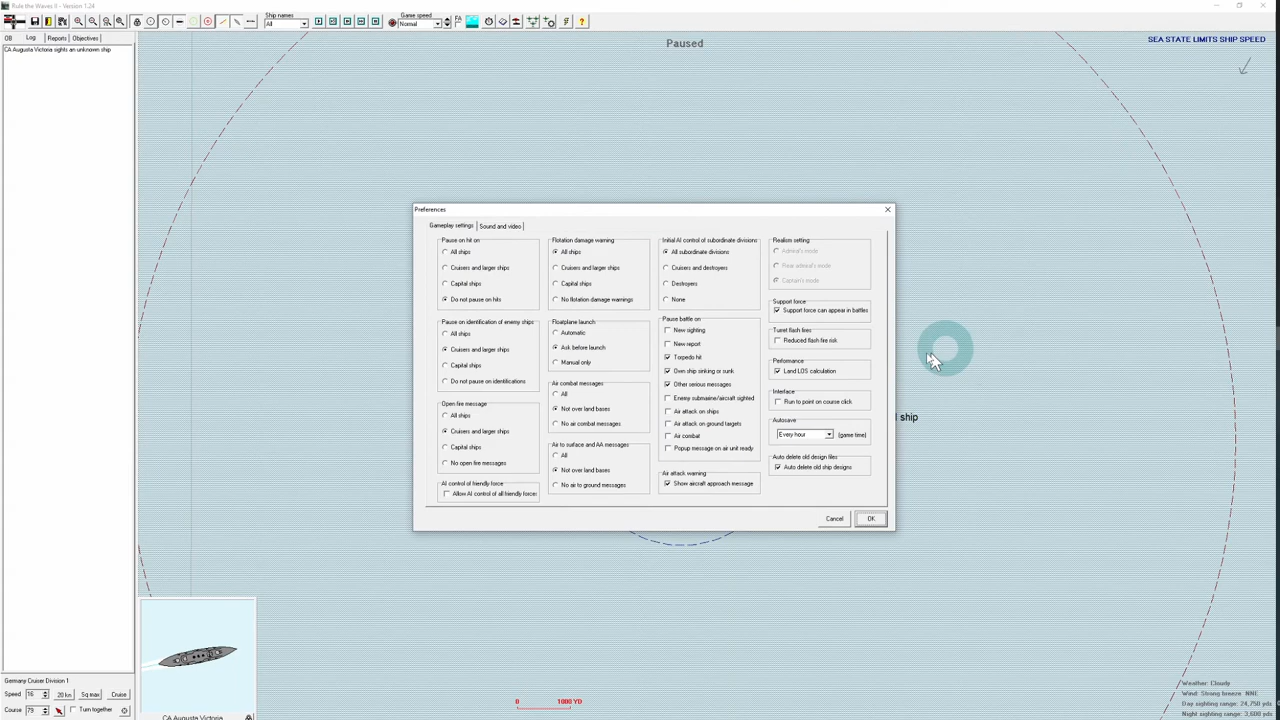 Rule the Waves II - Version 1.24
Ship names
All
Game speed
Normal
FA
?
OB
Log
Reports
Objectives
CA Augusta Victoria sights an unknown ship
Paused
SEA STATE LIMITS SHIP SPEED
Preferences
Gameplay settings
Sound and video
Pause on hit on
All ships
Cruisers and larger ships
Capital ships
Do not pause on hits
Pause on identification of enemy ships
All ships
Cruisers and larger ships
Capital ships
Do not pause on identifications
Open fire message
All ships
Cruisers and larger ships
Capital ships
No open fire messages
AI control of friendly force
Allow AI control of all friendly forces
Flotation damage warning
All ships
Cruisers and larger ships
Capital ships
No flotation damage warnings
Floatplane launch
Automatic
Ask before launch
Manual only
Air combat messages
All
Not over land bases
No air combat messages
Air to surface and AA messages
All
Not over land bases
No air to ground messages
Initial AI control of subordinate divisions
All subordinate divisions
Cruisers and destroyers
Destroyers
None
Pause battle on
New sighting
New report
Torpedo hit
Own ship sinking or sunk
Other serious messages
Enemy submarine/aircraft sighted
Air attack on ships
Air attack on ground targets
Air combat
Popup message on air unit ready
Air attack warning
Show aircraft approach message
Realism setting
Admiral's mode
Rear admiral's mode
Captain's mode
Support force
Support force can appear in battles
Turret flash fires
Reduced flash fire risk
Performance
Land LOS calculation
Interface
Run to point on course click
Autosave
Every hour
(game time)
Auto delete old design files
Auto delete old ship designs
Cancel
OK
ship
Germany Cruiser Division 1
Speed 16 20 kn Sq max Cruise
Course 79 Turn together
CA Augusta Victoria
0 1000 YD
Weather: Cloudy
Wind: Strong breeze NNE
Day sighting range: 24,750 yds
Night sighting range: 3,600 yds